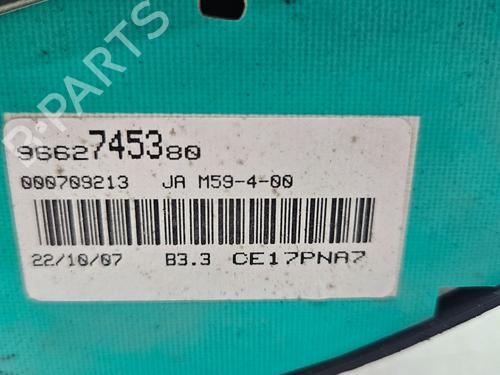 B-PARTS
9662745380
000709213 JA M59-4-00
22/10/07 B3.3 CE17PNA7